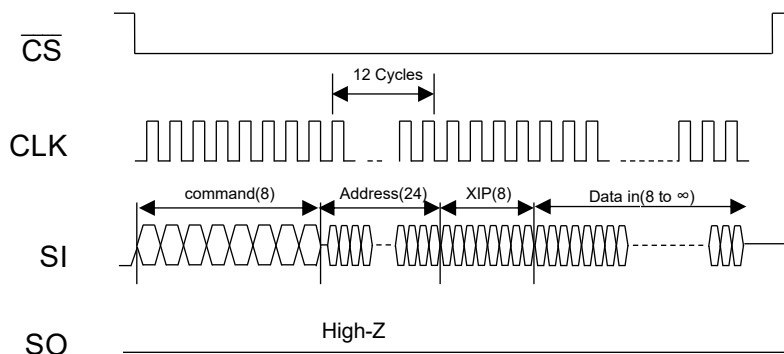 CS
12 Cycles
CLK
command(8)
Address(24)
XIP(8)
Data in(8 to ∞)
SI
High-Z
SO